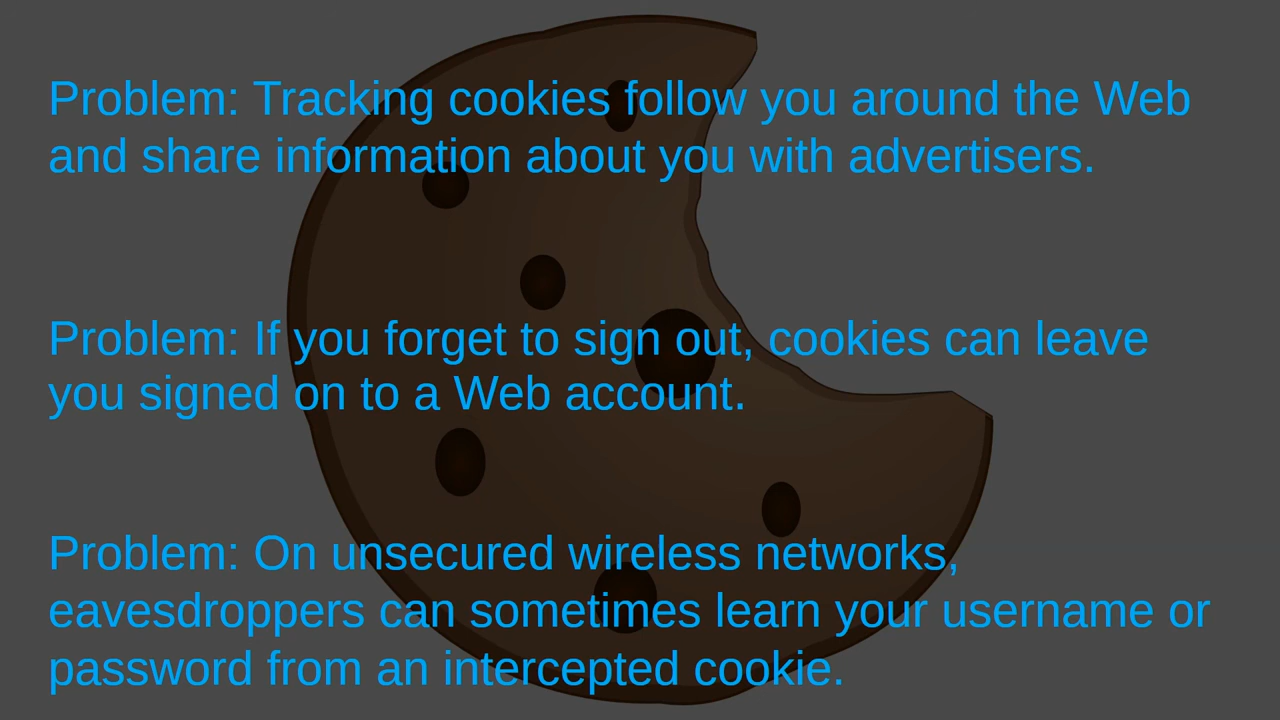 Problem: Tracking cookies follow you around the Web
and share information about you with advertisers.
Problem: If you forget to sign out, cookies can leave
you signed on to a Web account.
Problem: On unsecured wireless networks,
eavesdroppers can sometimes learn your username or
password from an intercepted cookie.